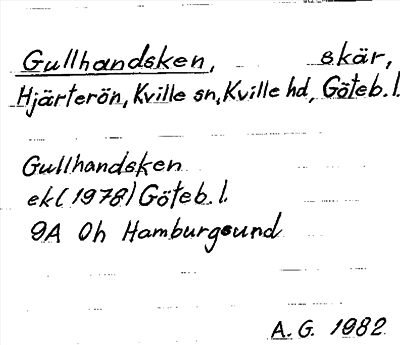 Gullhandsken, skär,
Hjärterön, Kville sn, Kville hd, Göteb. l.
Gullhandsken
ek (1978) Göteb. l.
9A 0h Hamburgsund
A. G. 1982